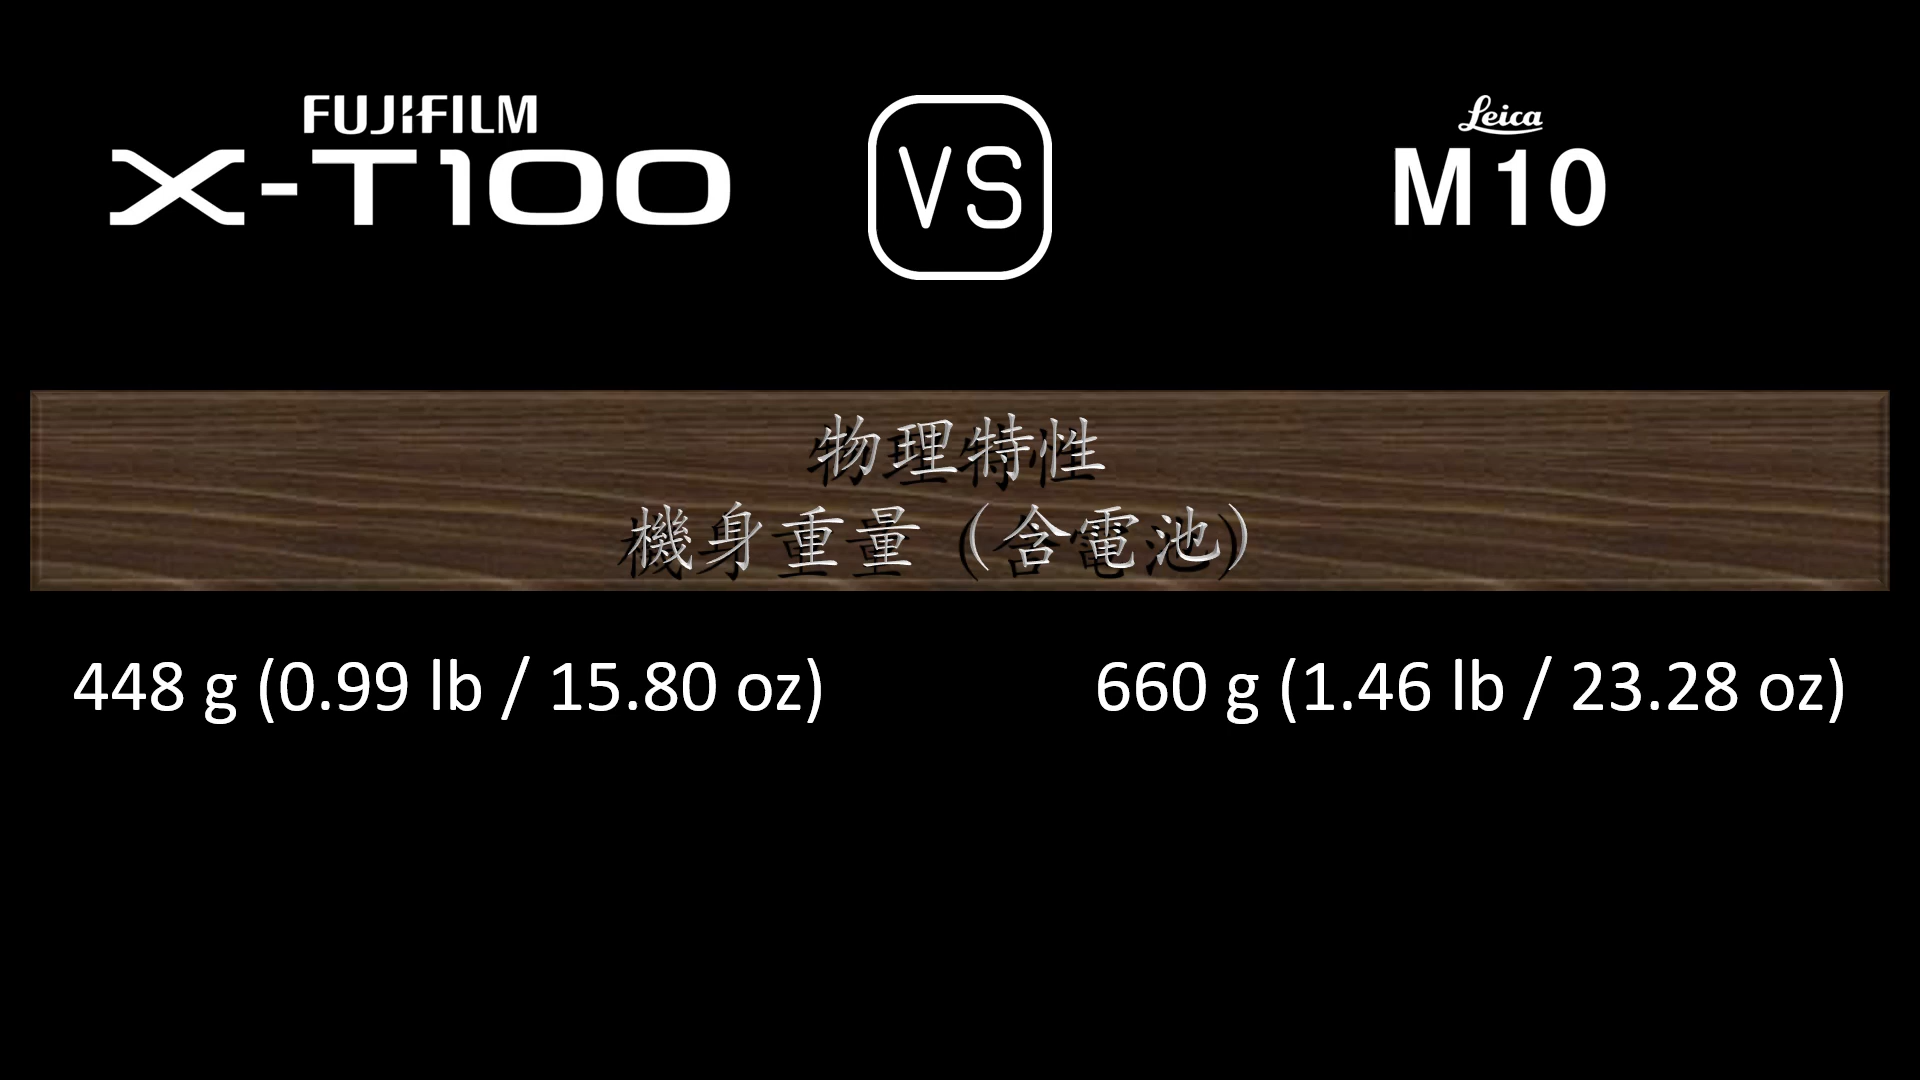 FUJIFILM
X-T100
VS
Leica
M10
物理特性
機身重量（含電池）
448 g (0.99 lb / 15.80 oz)
660 g (1.46 lb / 23.28 oz)